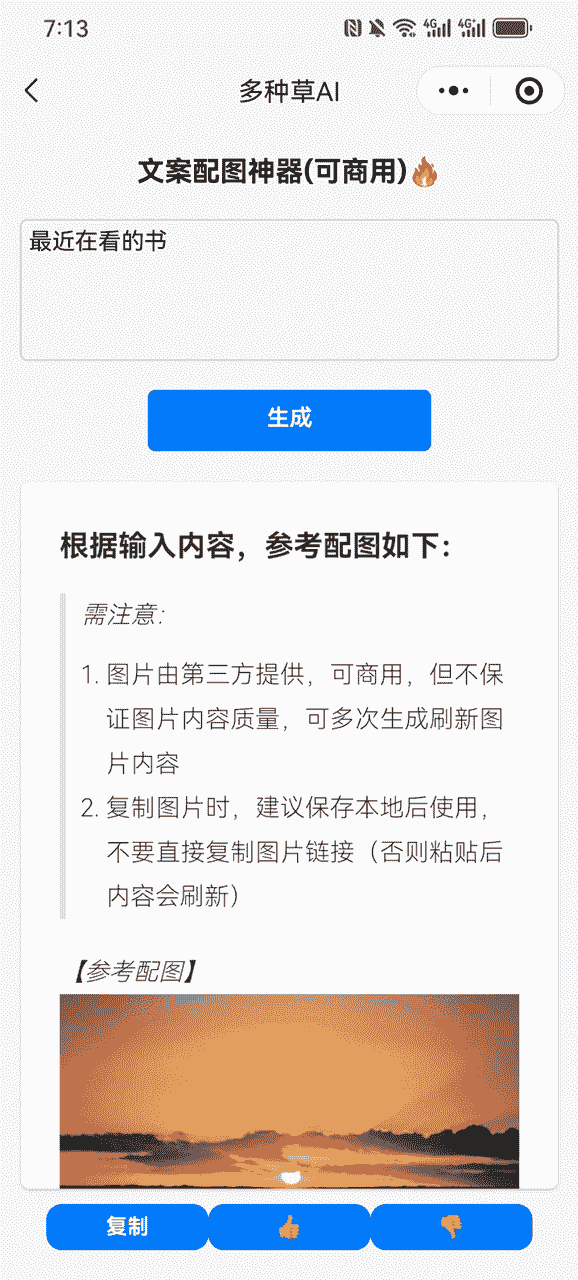 7:13
4G 4G
多种草AI
文案配图神器(可商用)🔥
最近在看的书
生成
根据输入内容，参考配图如下：
需注意：
1. 图片由第三方提供，可商用，但不保
证图片内容质量，可多次生成刷新图
片内容
2. 复制图片时，建议保存本地后使用，
不要直接复制图片链接（否则粘贴后
内容会刷新）
【参考配图】
复制 👍 👎